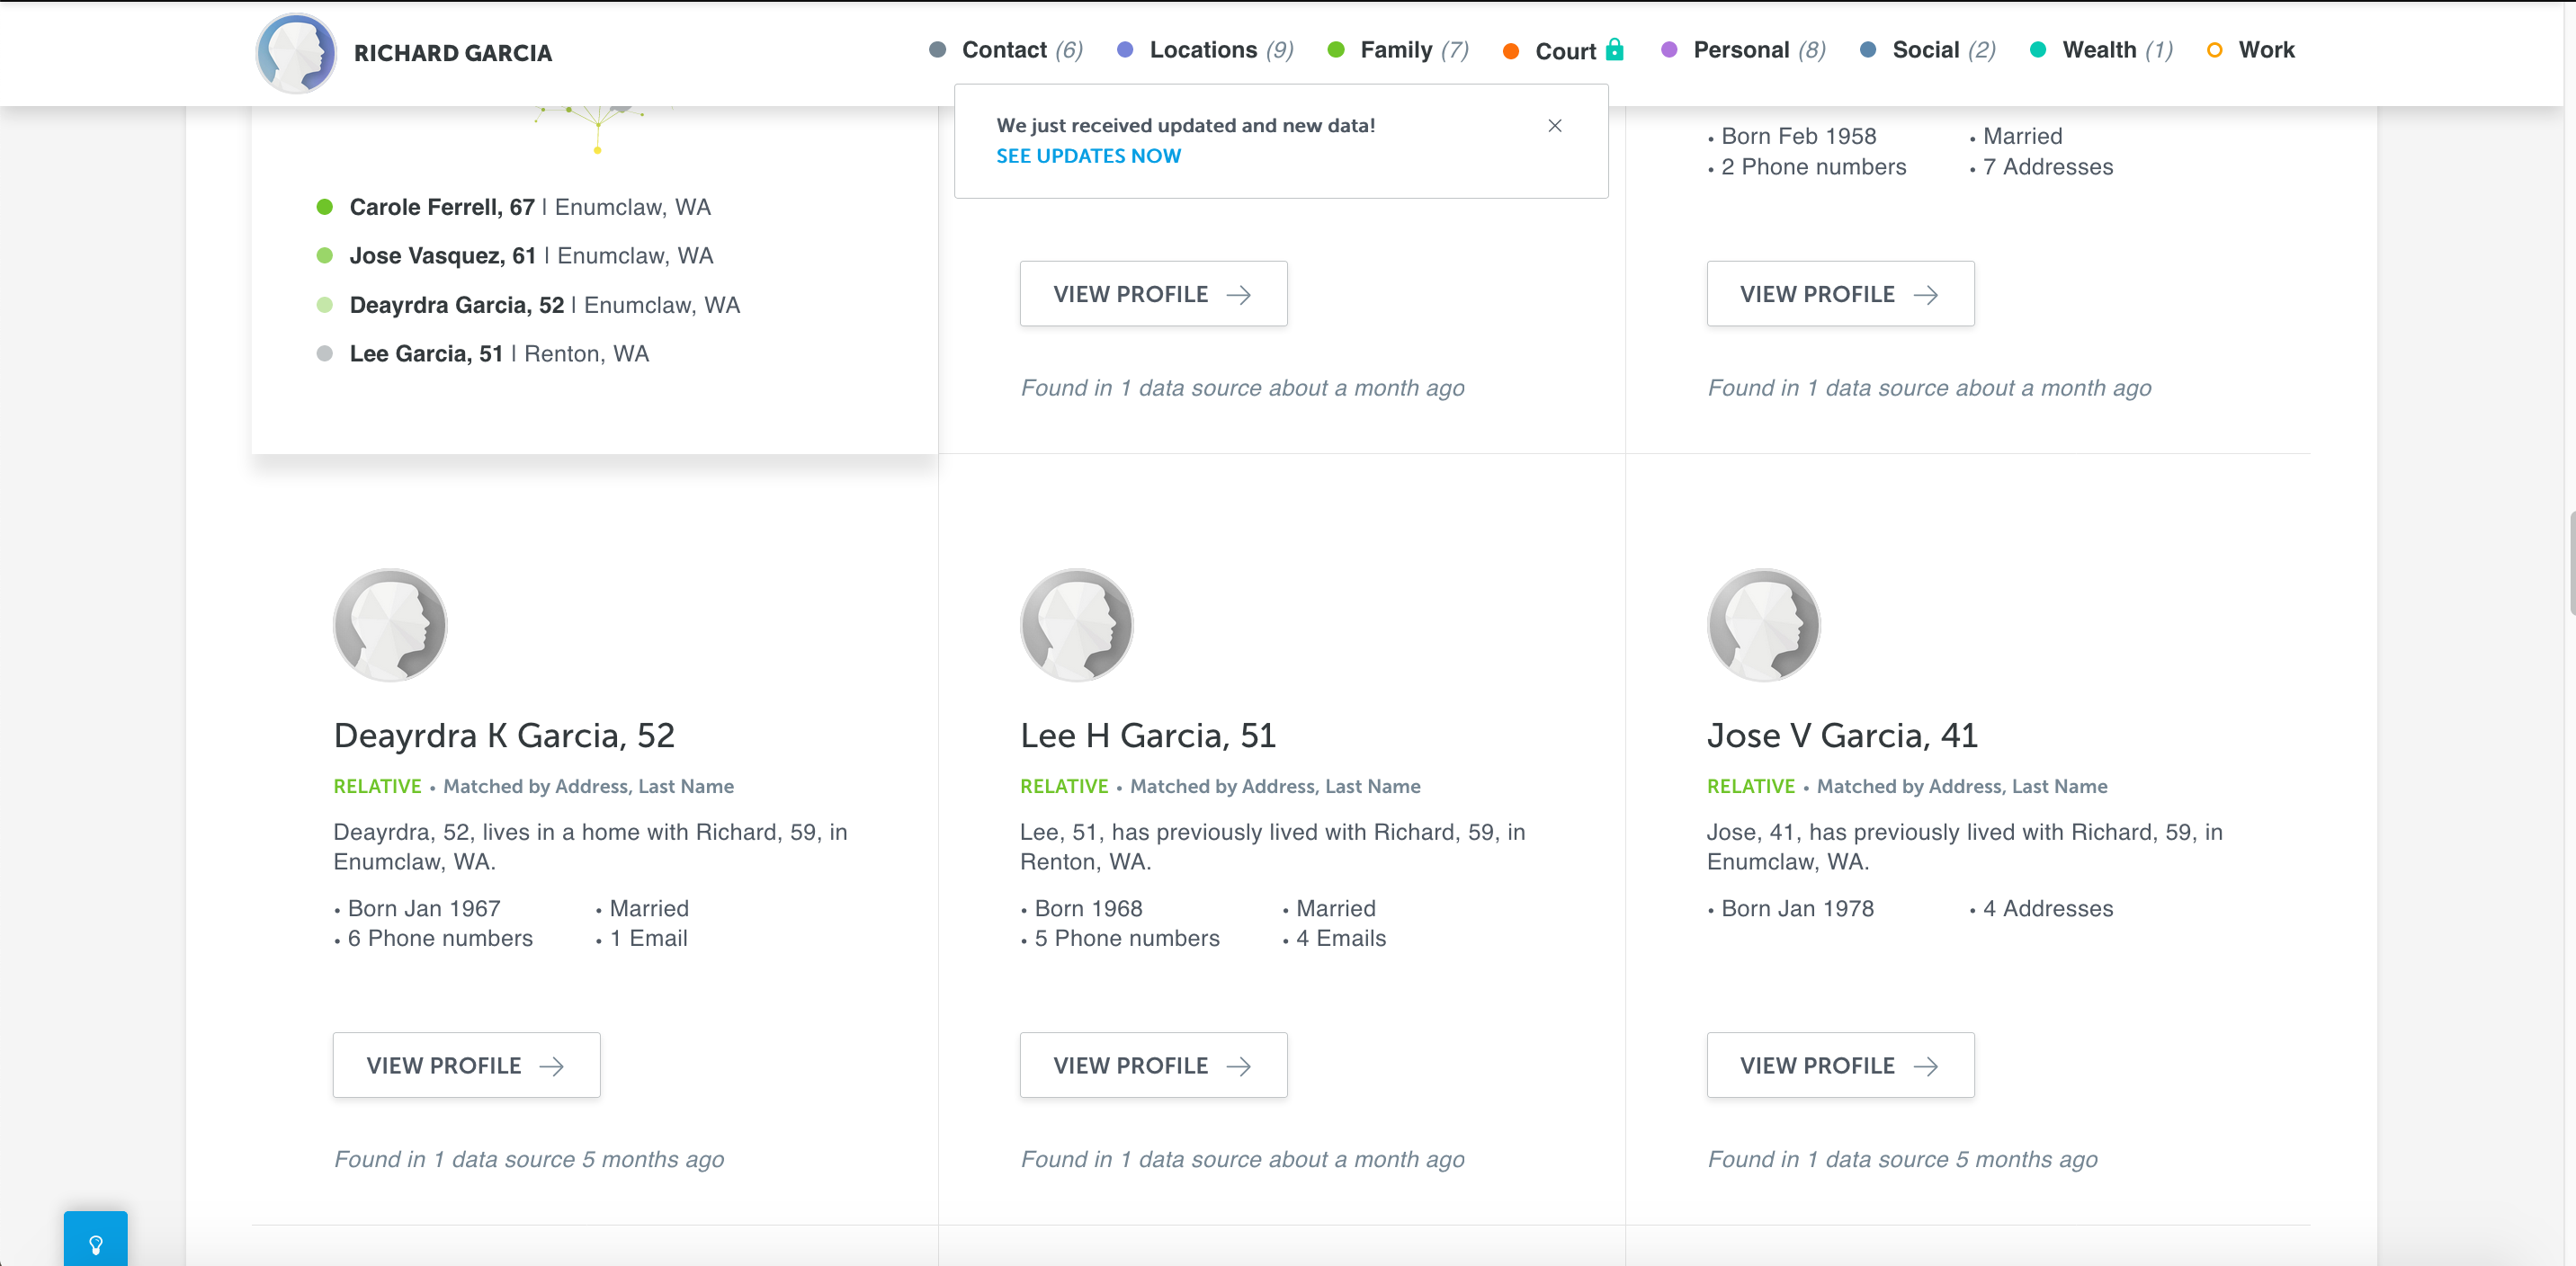 RICHARD GARCIA
Contact (6)
Locations (9)
Family (7)
Court
Personal (8)
Social (2)
Wealth (1)
Work
We just received updated and new data!
SEE UPDATES NOW
Carole Ferrell, 67 | Enumclaw, WA
Jose Vasquez, 61 | Enumclaw, WA
Deayrdra Garcia, 52 | Enumclaw, WA
Lee Garcia, 51 | Renton, WA
VIEW PROFILE
Found in 1 data source about a month ago
• Born Feb 1958
• Married
• 2 Phone numbers
• 7 Addresses
VIEW PROFILE
Found in 1 data source about a month ago
Deayrdra K Garcia, 52
RELATIVE • Matched by Address, Last Name
Deayrdra, 52, lives in a home with Richard, 59, in
Enumclaw, WA.
• Born Jan 1967
• Married
• 6 Phone numbers
• 1 Email
VIEW PROFILE
Found in 1 data source 5 months ago
Lee H Garcia, 51
RELATIVE • Matched by Address, Last Name
Lee, 51, has previously lived with Richard, 59, in
Renton, WA.
• Born 1968
• Married
• 5 Phone numbers
• 4 Emails
VIEW PROFILE
Found in 1 data source about a month ago
Jose V Garcia, 41
RELATIVE • Matched by Address, Last Name
Jose, 41, has previously lived with Richard, 59, in
Enumclaw, WA.
• Born Jan 1978
• 4 Addresses
VIEW PROFILE
Found in 1 data source 5 months ago